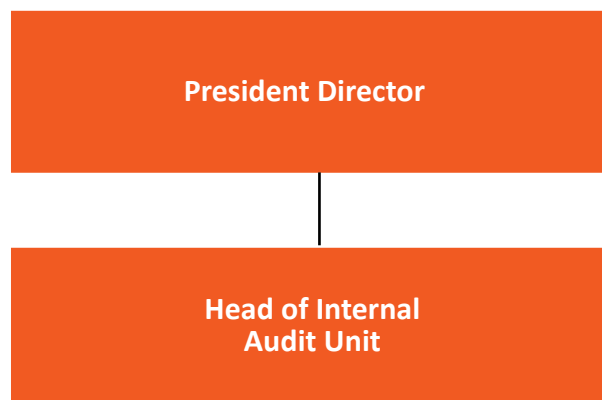 President Director
Head of Internal
Audit Unit